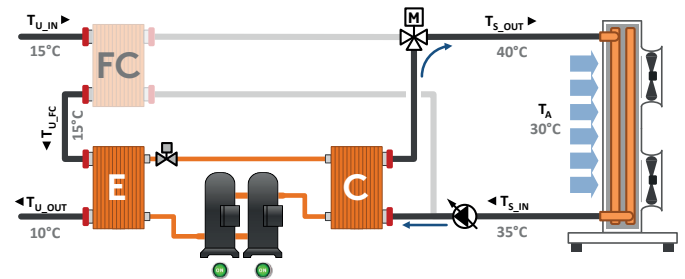 T_U_IN ►
15°C
FC
M
T_S_OUT ►
40°C
T_A
30°C
◄ T_U_FC
15°C
E
C
◄ T_U_OUT
10°C
◄ T_S_IN
35°C
ON
ON